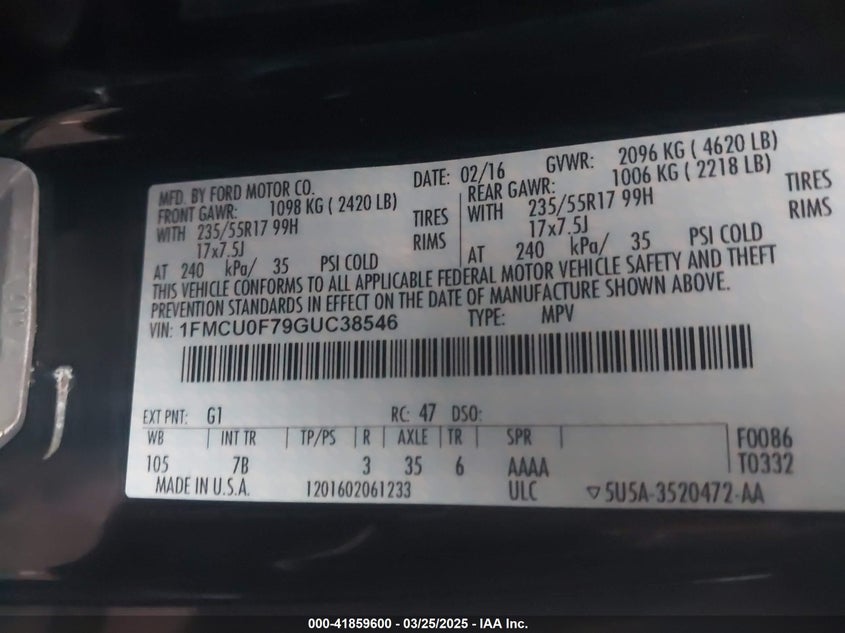 MFD. BY FORD MOTOR CO. DATE: 02/16 GVWR: 2096 KG ( 4620 LB)
FRONT GAWR: 1098 KG ( 2420 LB) REAR GAWR: 1006 KG ( 2218 LB)
WITH 235/55R17 99H TIRES WITH 235/55R17 99H TIRES
17x7.5J RIMS 17x7.5J RIMS
AT 240 kPa/ 35 PSI COLD AT 240 kPa/ 35 PSI COLD
THIS VEHICLE CONFORMS TO ALL APPLICABLE FEDERAL MOTOR VEHICLE SAFETY AND THEFT
PREVENTION STANDARDS IN EFFECT ON THE DATE OF MANUFACTURE SHOWN ABOVE.
VIN: 1FMCU0F79GUC38546 TYPE: MPV
EXT PNT: G1 RC: 47 DSO:
WB INT TR TP/PS R AXLE TR SPR F0086
105 7B 3 35 6 AAAA T0332
MADE IN U.S.A. 1201602061233 ULC ▽5U5A-3520472-AA
000-41859600 - 03/25/2025 - IAA Inc.